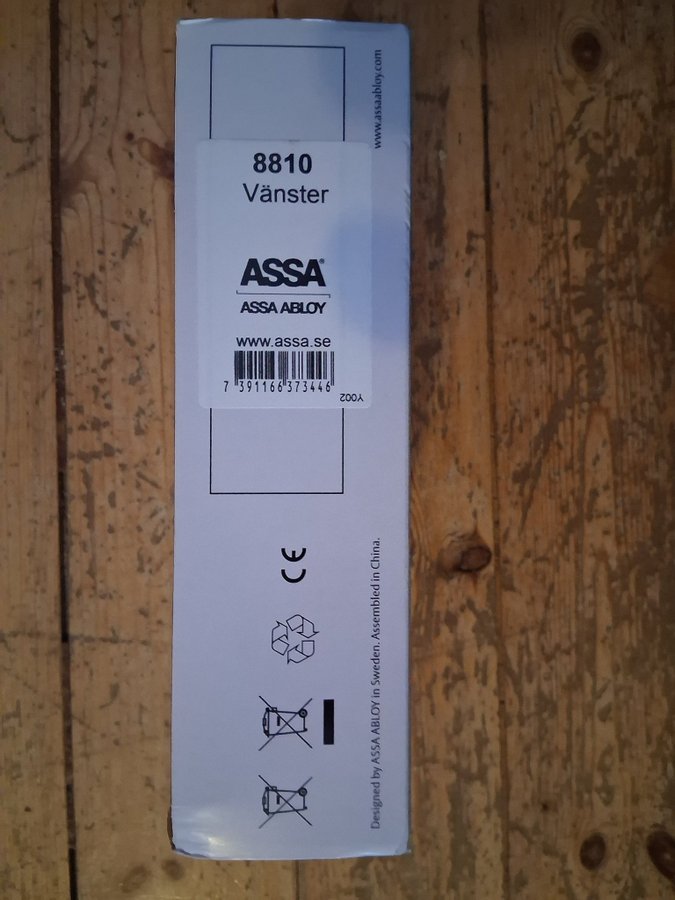 www.assaabloy.com
8810
Vänster
ASSA®
ASSA ABLOY
www.assa.se
7 391166 373446
Y002
CE
Designed by ASSA ABLOY in Sweden. Assembled in China.